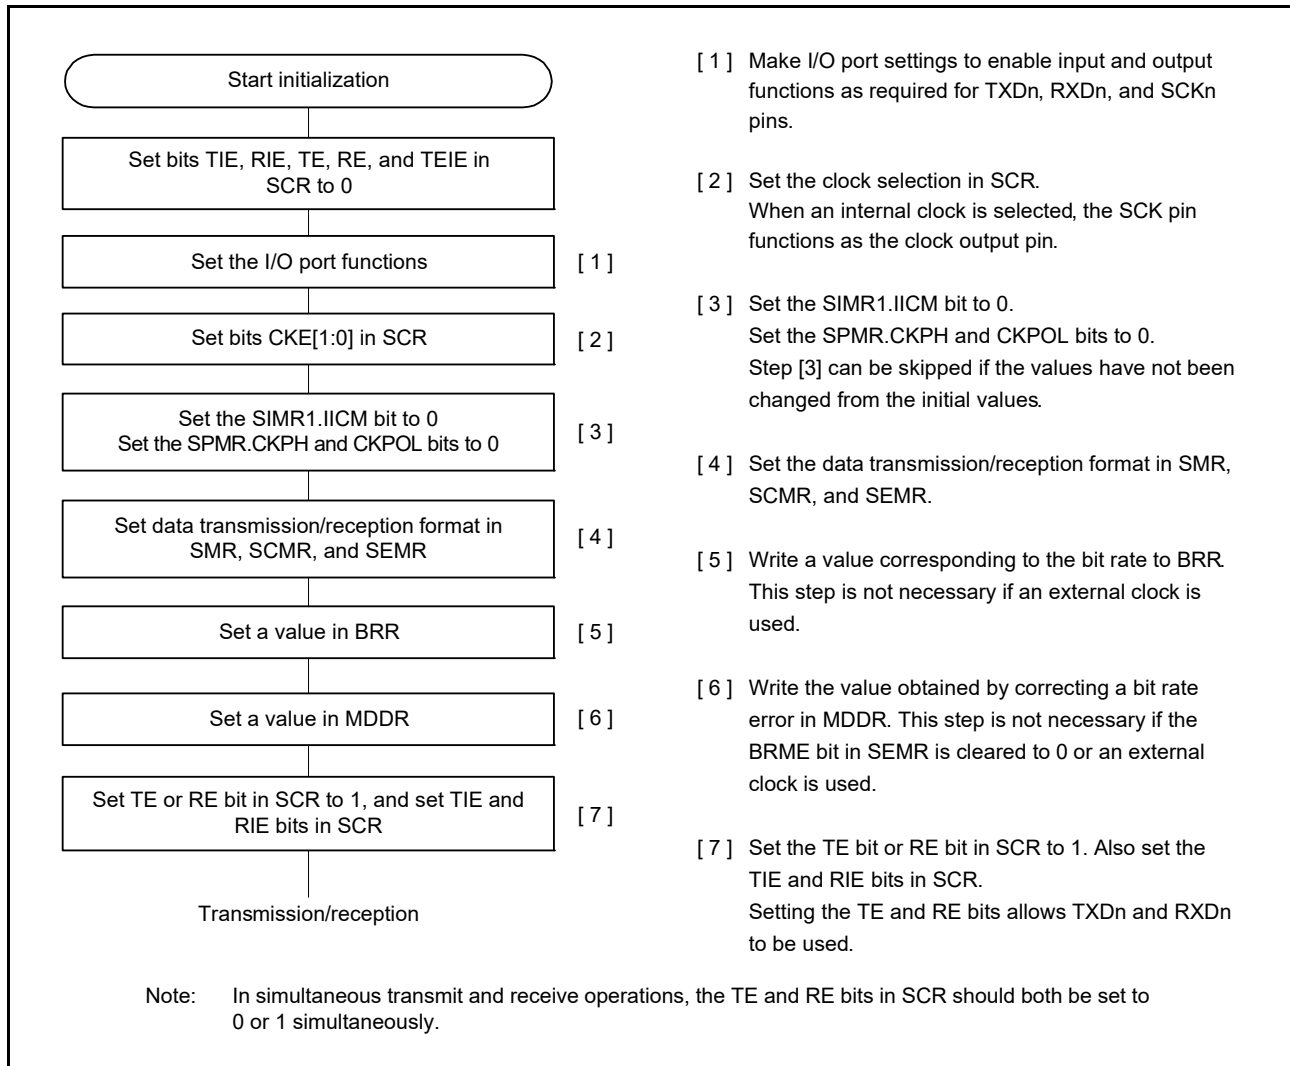 Start initialization
Set bits TIE, RIE, TE, RE, and TEIE in
SCR to 0
Set the I/O port functions
[ 1 ]
Set bits CKE[1:0] in SCR
[ 2 ]
Set the SIMR1.IICM bit to 0
Set the SPMR.CKPH and CKPOL bits to 0
[ 3 ]
Set data transmission/reception format in
SMR, SCMR, and SEMR
[ 4 ]
Set a value in BRR
[ 5 ]
Set a value in MDDR
[ 6 ]
Set TE or RE bit in SCR to 1, and set TIE and
RIE bits in SCR
[ 7 ]
Transmission/reception
[ 1 ] Make I/O port settings to enable input and output
functions as required for TXDn, RXDn, and SCKn
pins.
[ 2 ] Set the clock selection in SCR.
When an internal clock is selected, the SCK pin
functions as the clock output pin.
[ 3 ] Set the SIMR1.IICM bit to 0.
Set the SPMR.CKPH and CKPOL bits to 0.
Step [3] can be skipped if the values have not been
changed from the initial values.
[ 4 ] Set the data transmission/reception format in SMR,
SCMR, and SEMR.
[ 5 ] Write a value corresponding to the bit rate to BRR.
This step is not necessary if an external clock is
used.
[ 6 ] Write the value obtained by correcting a bit rate
error in MDDR. This step is not necessary if the
BRME bit in SEMR is cleared to 0 or an external
clock is used.
[ 7 ] Set the TE bit or RE bit in SCR to 1. Also set the
TIE and RIE bits in SCR.
Setting the TE and RE bits allows TXDn and RXDn
to be used.
Note: In simultaneous transmit and receive operations, the TE and RE bits in SCR should both be set to
0 or 1 simultaneously.